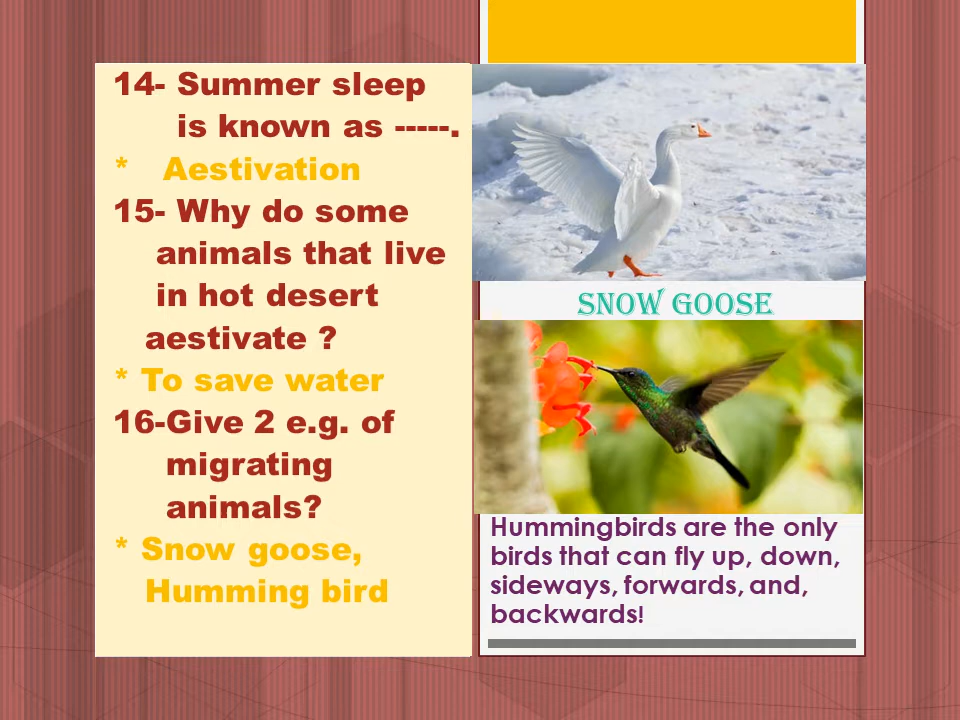 14- Summer sleep
is known as -----.
* Aestivation
15- Why do some
animals that live
in hot desert
aestivate ?
* To save water
16-Give 2 e.g. of
migrating
animals?
* Snow goose,
Humming bird
SNOW GOOSE
Hummingbirds are the only
birds that can fly up, down,
sideways, forwards, and,
backwards!